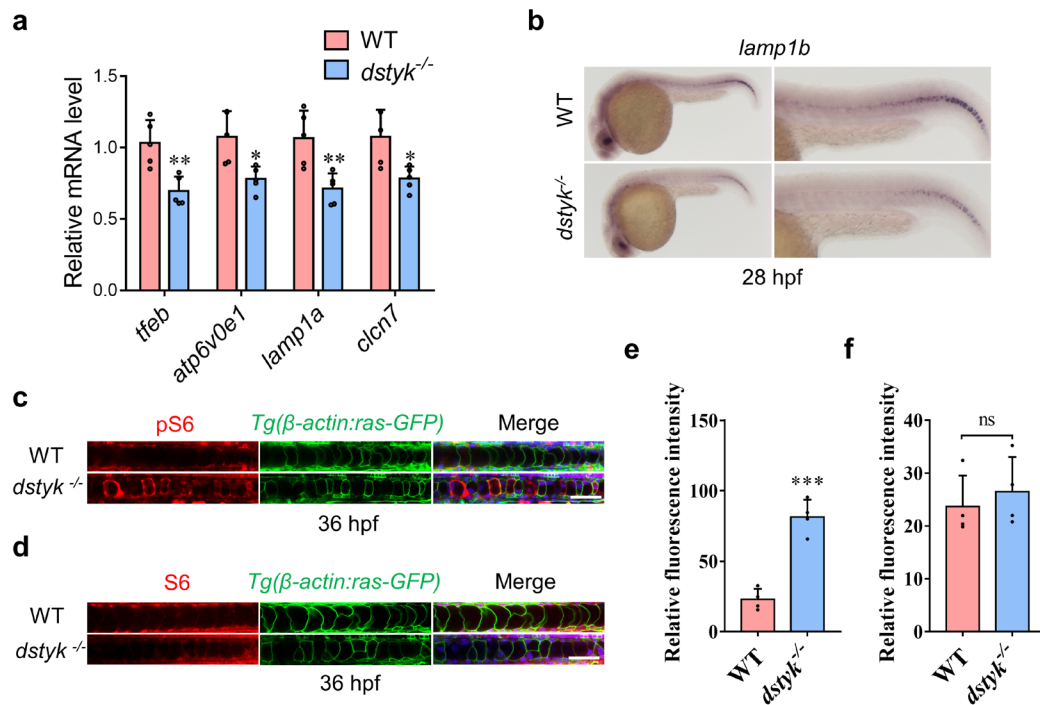 a
WT
dstyk-/-
Relative mRNA level
1.5
1.0
0.5
0.0
**
*
**
*
tfeb
atp6v0e1
lamp1a
clcn7
b
lamp1b
WT
dstyk-/-
28 hpf
c
pS6
Tg(β-actin:ras-GFP)
Merge
WT
dstyk -/-
36 hpf
d
S6
Tg(β-actin:ras-GFP)
Merge
WT
dstyk -/-
36 hpf
e
Relative fluorescence intensity
150
100
50
0
***
WT
dstyk-/-
f
Relative fluorescence intensity
40
30
20
10
0
ns
WT
dstyk-/-